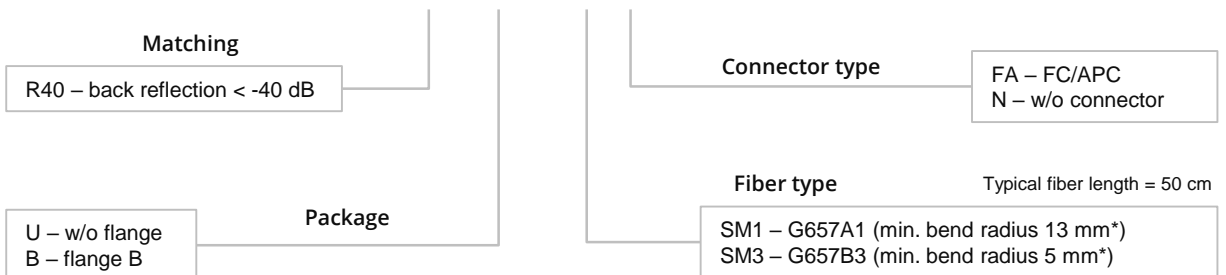 Matching
R40 – back reflection < -40 dB
Connector type
FA – FC/APC
N – w/o connector
Package
U – w/o flange
B – flange B
Fiber type
Typical fiber length = 50 cm
SM1 – G657A1 (min. bend radius 13 mm*)
SM3 – G657B3 (min. bend radius 5 mm*)